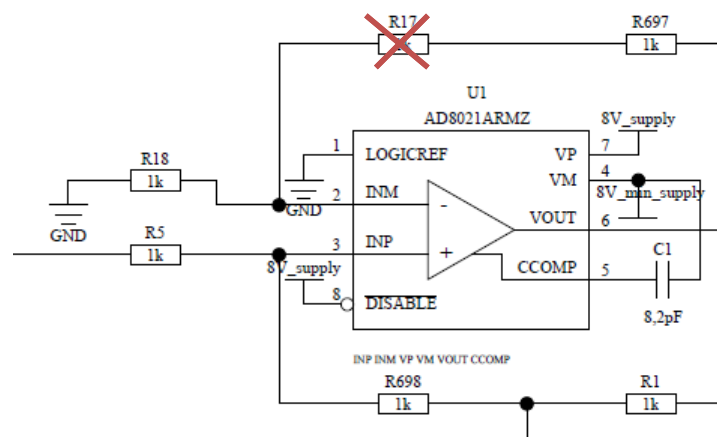 R17
R697
1k
U1
AD8021ARMZ
8V_supply
1
LOGICREF
VP
7
R18
1k
VM
4
GND
2
INM
-
8V_min_supply
GND
R5
1k
VOUT
6
3
INP
+
8V_supply
CCOMP
5
C1
8
DISABLE
8,2pF
INP INM VP VM VOUT CCOMP
R698
R1
1k
1k